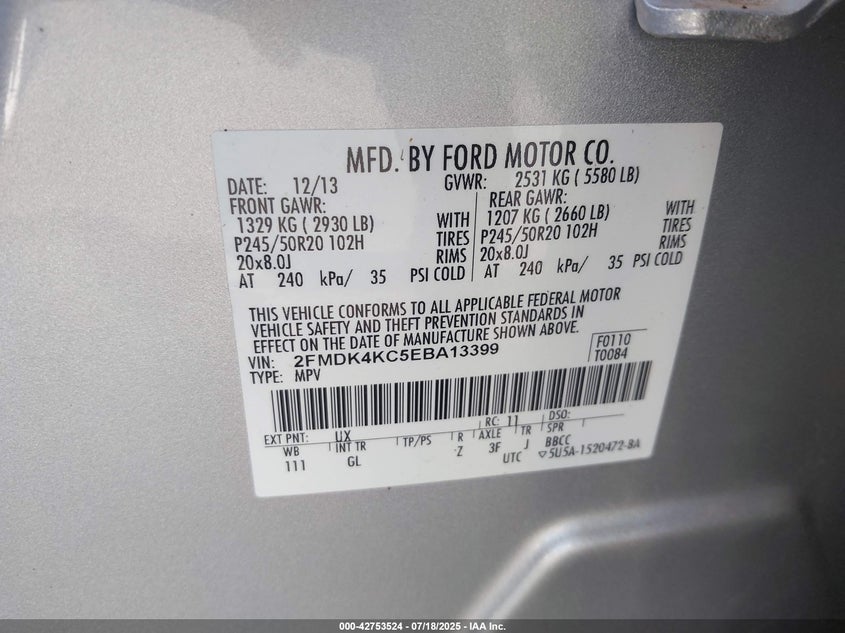 MFD. BY FORD MOTOR CO.
DATE: 12/13 GVWR: 2531 KG ( 5580 LB)
FRONT GAWR: REAR GAWR:
1329 KG ( 2930 LB) WITH 1207 KG ( 2660 LB) WITH
P245/50R20 102H TIRES P245/50R20 102H TIRES
20x8.0J RIMS 20x8.0J RIMS
AT 240 kPa/ 35 PSI COLD AT 240 kPa/ 35 PSI COLD
THIS VEHICLE CONFORMS TO ALL APPLICABLE FEDERAL MOTOR
VEHICLE SAFETY AND THEFT PREVENTION STANDARDS IN
EFFECT ON THE DATE OF MANUFACTURE SHOWN ABOVE.
VIN: 2FMDK4KC5EBA13399 F0110
TYPE: MPV T0084
EXT PNT: UX RC: 11 DSO:
WB INT TR TP/PS R AXLE TR SPR
111 GL Z 3F J BBCC
UTC ▽5U5A-1520472-BA
000-42753524 / 07/18/2025 - IAA Inc.